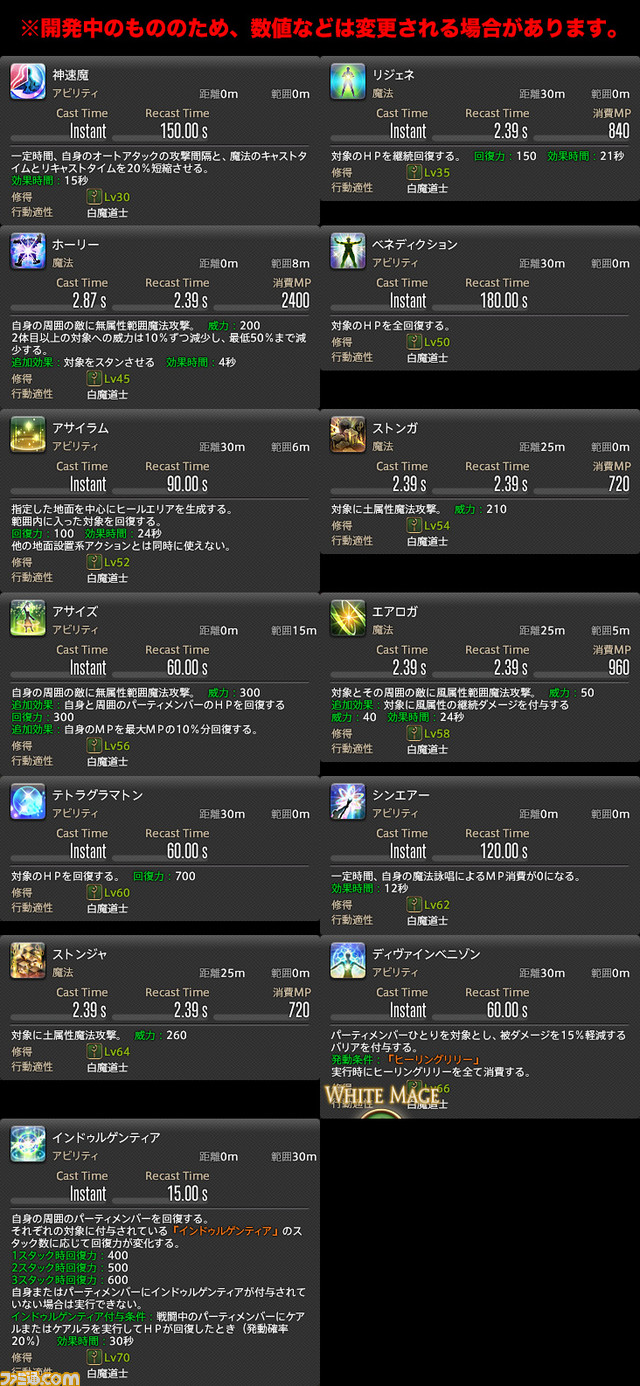 ※開発中のもののため、数値などは変更される場合があります。
神速魔
アビリティ 距離0m 範囲0m
Cast Time Recast Time
Instant 150.00 s
一定時間、自身のオートアタックの攻撃間隔と、魔法のキャストタ
イムとリキャストタイムを20%短縮させる。
効果時間：15秒
修得 Lv30
行動適性 白魔道士
リジェネ
魔法 距離30m 範囲0m
Cast Time Recast Time 消費MP
Instant 2.39 s 840
対象のHPを継続回復する。 回復力：150 効果時間：21秒
修得 Lv35
行動適性 白魔道士
ホーリー
魔法 距離0m 範囲8m
Cast Time Recast Time 消費MP
2.87 s 2.39 s 2400
自身の周囲の敵に無属性範囲魔法攻撃。 威力：200
2体目以上の対象への威力は10%ずつ減少し、最低50%まで減
少する。
追加効果：対象をスタンさせる 効果時間：4秒
修得 Lv45
行動適性 白魔道士
ベネディクション
アビリティ 距離30m 範囲0m
Cast Time Recast Time
Instant 180.00 s
対象のHPを全回復する。
修得 Lv50
行動適性 白魔道士
アサイラム
アビリティ 距離30m 範囲6m
Cast Time Recast Time
Instant 90.00 s
指定した地面を中心にヒールエリアを生成する。
範囲内に入った対象を回復する。
回復力：100 効果時間：24秒
他の地面設置系アクションとは同時に使えない。
修得 Lv52
行動適性 白魔道士
ストンガ
魔法 距離25m 範囲0m
Cast Time Recast Time 消費MP
2.39 s 2.39 s 720
対象に土属性魔法攻撃。 威力：210
修得 Lv54
行動適性 白魔道士
アサイズ
アビリティ 距離0m 範囲15m
Cast Time Recast Time
Instant 60.00 s
自身の周囲の敵に無属性範囲魔法攻撃。 威力：300
追加効果：自身と周囲のパーティメンバーのHPを回復する
回復力：300
追加効果：自身のMPを最大MPの10%分回復する。
修得 Lv56
行動適性 白魔道士
エアロガ
魔法 距離25m 範囲5m
Cast Time Recast Time 消費MP
2.39 s 2.39 s 960
対象とその周囲の敵に風属性範囲魔法攻撃。 威力：50
追加効果：対象に風属性の継続ダメージを付与する
威力：40 効果時間：24秒
修得 Lv58
行動適性 白魔道士
テトラグラマトン
アビリティ 距離30m 範囲0m
Cast Time Recast Time
Instant 60.00 s
対象のHPを回復する。 回復力：700
修得 Lv60
行動適性 白魔道士
シンエアー
アビリティ 距離0m 範囲0m
Cast Time Recast Time
Instant 120.00 s
一定時間、自身の魔法詠唱によるMP消費が0になる。
効果時間：12秒
修得 Lv62
行動適性 白魔道士
ストンジャ
魔法 距離25m 範囲0m
Cast Time Recast Time 消費MP
2.39 s 2.39 s 720
対象に土属性魔法攻撃。 威力：260
修得 Lv64
行動適性 白魔道士
ディヴァインベニゾン
アビリティ 距離30m 範囲0m
Cast Time Recast Time
Instant 60.00 s
パーティメンバーひとりを対象とし、被ダメージを15%軽減する
バリアを付与する。
発動条件：「ヒーリングリリー」
実行時にヒーリングリリーを全て消費する。
修得 Lv66
行動適性 白魔道士
WHITE MAGE
インドゥルゲンティア
アビリティ 距離0m 範囲30m
Cast Time Recast Time
Instant 15.00 s
自身の周囲のパーティメンバーを回復する。
それぞれの対象に付与されている「インドゥルゲンティア」のス
タック数に応じて回復力が変化する。
1スタック時回復力：400
2スタック時回復力：500
3スタック時回復力：600
自身またはパーティメンバーにインドゥルゲンティアが付与されて
いない場合は実行できない。
インドゥルゲンティア付与条件：戦闘中のパーティメンバーにケア
ルまたはケアルラを実行してHPが回復したとき（発動確率
20%） 効果時間：30秒
修得 Lv70
行動適性 白魔道士
ファミ通.com